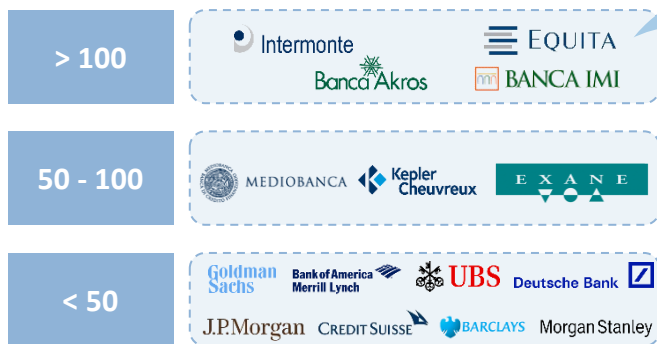 > 100
Intermonte
EQUITA
Banca Akros
BANCA IMI
50 - 100
MEDIOBANCA
Kepler
Cheuvreux
EXANE
< 50
Goldman
Sachs
Bank of America
Merrill Lynch
UBS
Deutsche Bank
J.P.Morgan
CREDIT SUISSE
BARCLAYS
Morgan Stanley